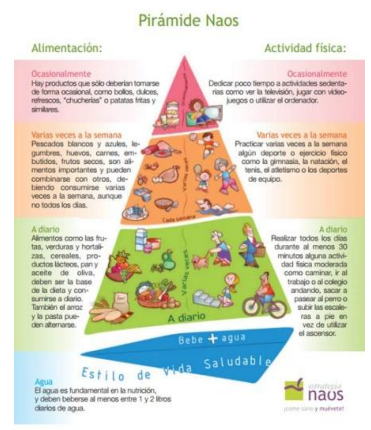 Pirámide Naos
Alimentación:
Actividad física:
Ocasionalmente
Hay productos que sólo deberían tomarse
de forma ocasional, como bollos, dulces,
refrescos, "chucherías" o patatas fritas y
similares.
Ocasionalmente
Dedicar poco tiempo a actividades sedenta-
rias como ver la televisión, jugar con video-
juegos o utilizar el ordenador.
Varias veces a la semana
Pescados blancos y azules, le-
gumbres, huevos, carnes, em-
butidos, frutos secos, son ali-
mentos importantes y pueden
combinarse con otros, de-
biendo consumirse varias
veces a la semana, aunque
no todos los días.
Varias veces a la semana
Practicar varias veces a la semana
algún deporte o ejercicio físico
como la gimnasia, la natación, el
tenis, el atletismo o los deportes
de equipo.
Cada semana
A diario
Alimentos como las fru-
tas, verduras y hortali-
zas, cereales, pro-
ductos lácteos, pan y
aceite de oliva,
deben ser la base
de la dieta y con-
sumirse a diario.
También el arroz
y la pasta pue-
den alternarse.
A diario
Realizar todos los días
durante al menos 30
minutos alguna activi-
dad física moderada
como caminar, ir al
trabajo o al colegio
andando, sacar a
pasear al perro o
subir las escale-
ras a pie en
vez de utilizar
el ascensor.
Varias veces
A diario
Bebe + agua
Estilo de Vida Saludable
Agua
El agua es fundamental en la nutrición,
y deben beberse al menos entre 1 y 2 litros
diarios de agua.
estrategia
naos
¡come sano y muévete!